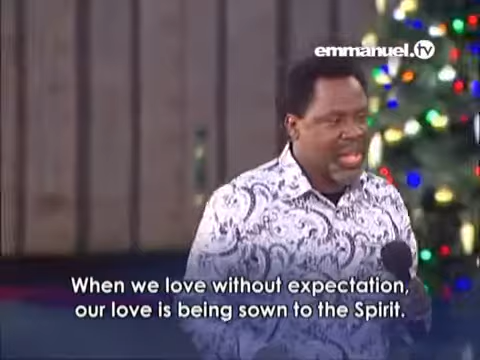 emmanuel.tv
When we love without expectation,
our love is being sown to the Spirit.